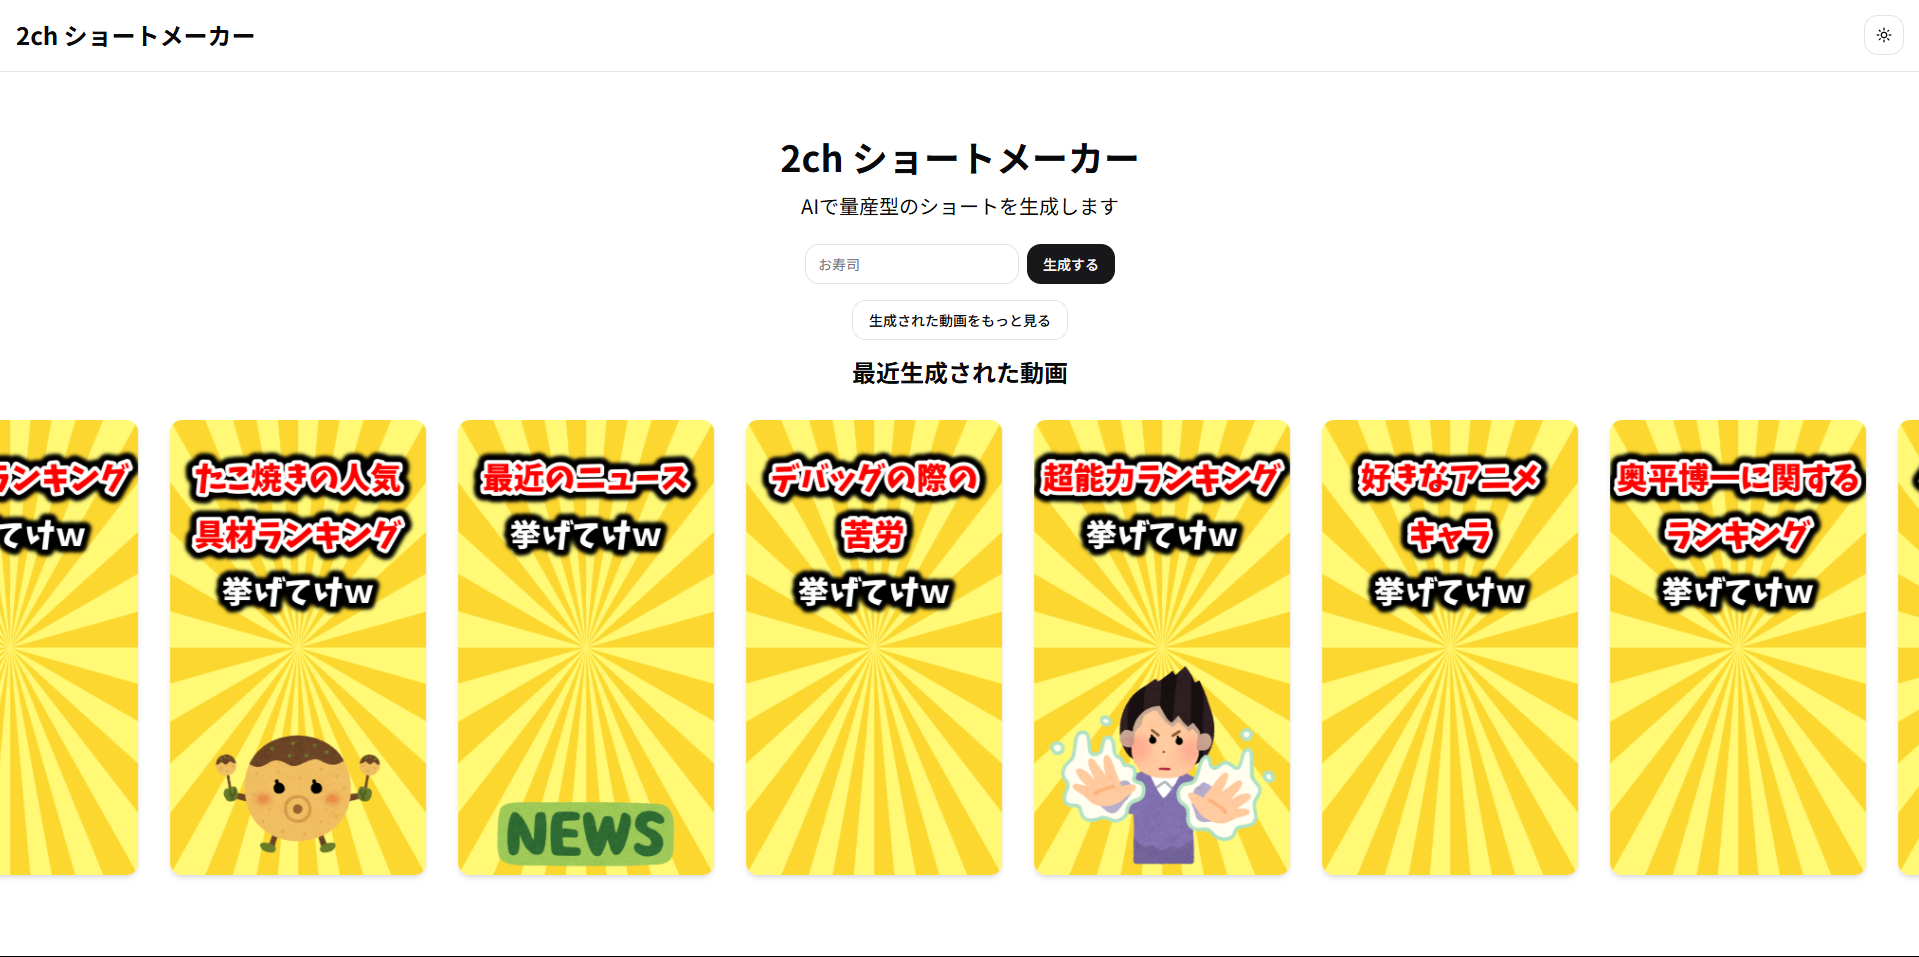 2ch ショートメーカー
2ch ショートメーカー
AIで量産型のショートを生成します
お寿司
生成する
生成された動画をもっと見る
最近生成された動画
ランキング
てけw
たこ焼きの人気
具材ランキング
挙げてけw
最近のニュース
挙げてけw
NEWS
デバッグの際の
苦労
挙げてけw
超能力ランキング
挙げてけw
好きなアニメ
キャラ
挙げてけw
奥平博一に関する
ランキング
挙げてけw